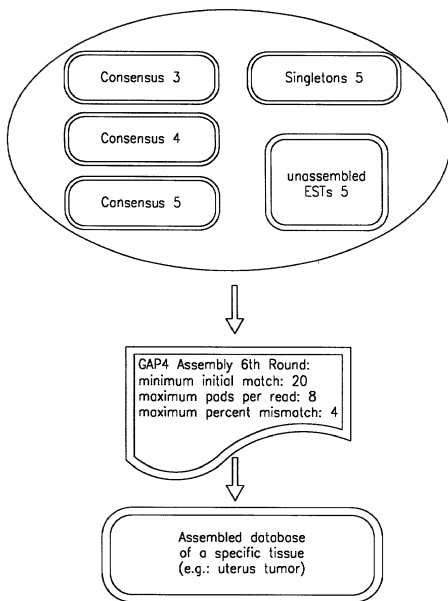 Consensus 3
Singletons 5
Consensus 4
unassembled
ESTs 5
Consensus 5
GAP4 Assembly 6th Round:
minimum initial match: 20
maximum pads per read: 8
maximum percent mismatch: 4
Assembled database
of a specific tissue
(e.g.: uterus tumor)